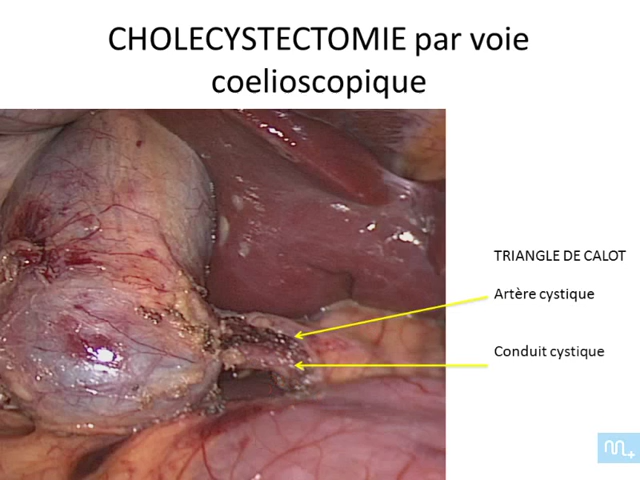 CHOLECYSTECTOMIE par voie
coelioscopique
TRIANGLE DE CALOT
Artère cystique
Conduit cystique